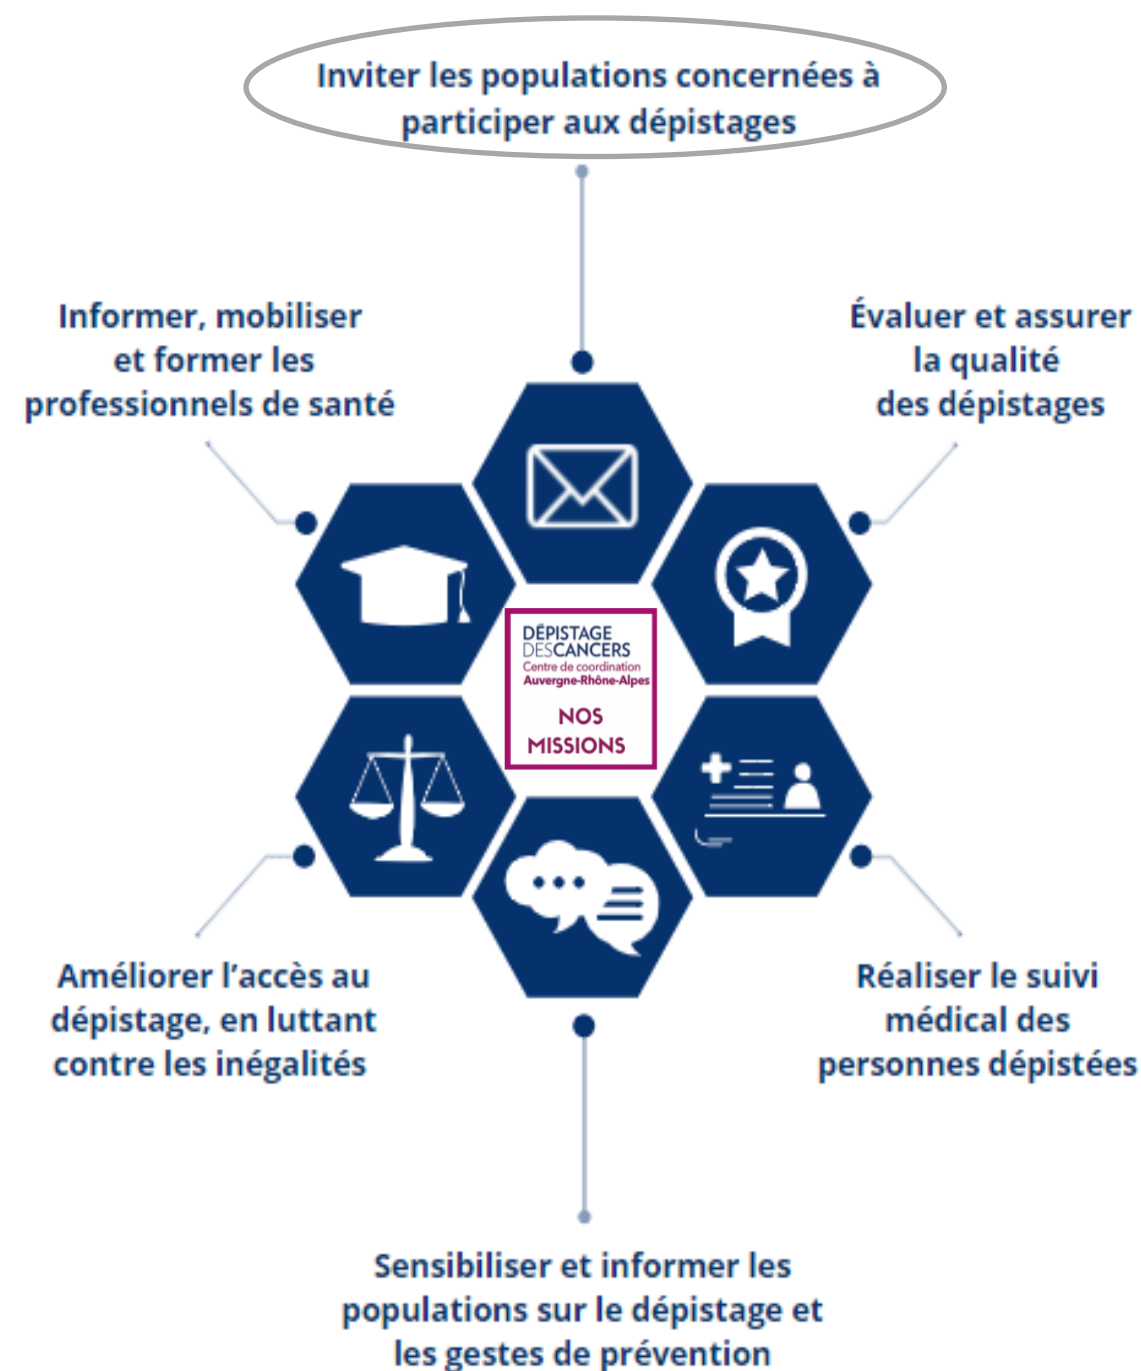 Inviter les populations concernées à
participer aux dépistages
Informer, mobiliser
et former les
professionnels de santé
Évaluer et assurer
la qualité
des dépistages
DÉPISTAGE
DESCANCERS
Centre de coordination
Auvergne-Rhône-Alpes
NOS
MISSIONS
Améliorer l’accès au
dépistage, en luttant
contre les inégalités
Réaliser le suivi
médical des
personnes dépistées
Sensibiliser et informer les
populations sur le dépistage et
les gestes de prévention